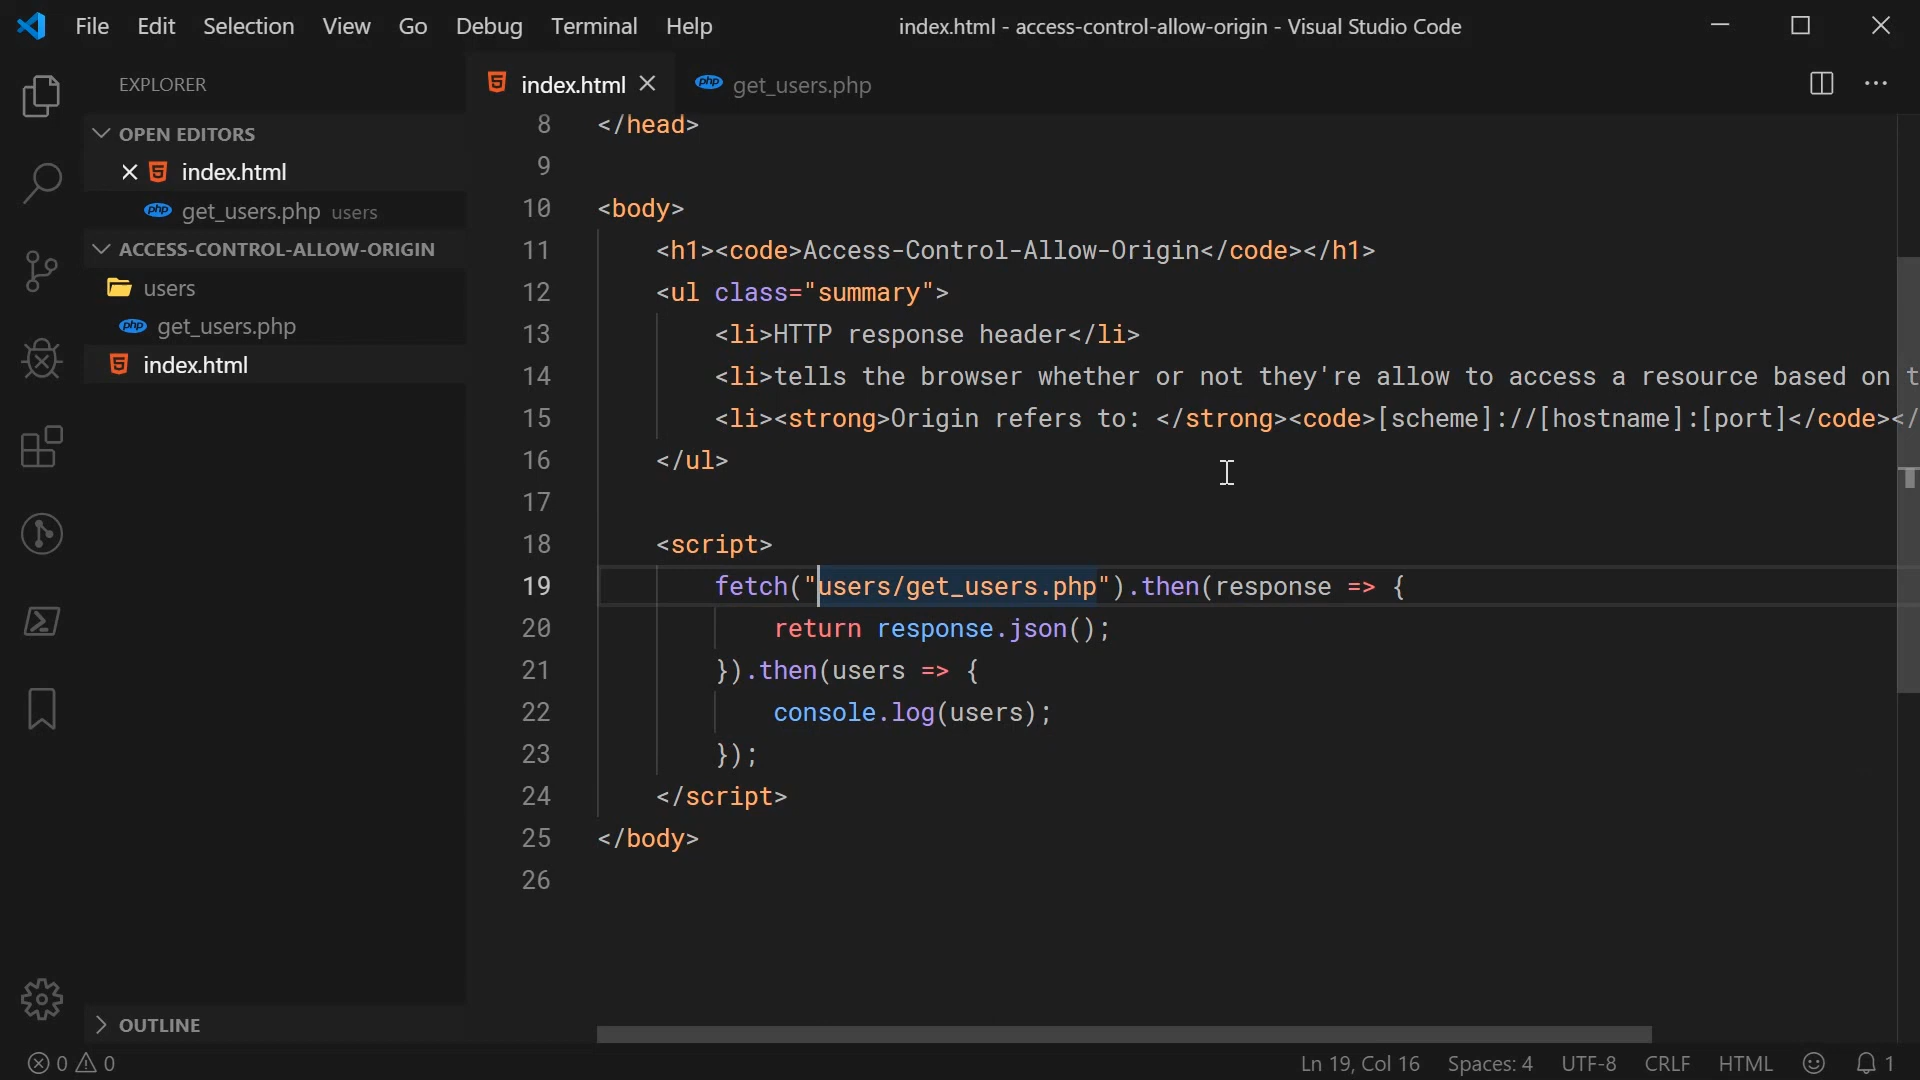 File Edit Selection View Go Debug Terminal Help index.html - access-control-allow-origin - Visual Studio Code
EXPLORER
OPEN EDITORS
index.html
get_users.php users
ACCESS-CONTROL-ALLOW-ORIGIN
users
php get_users.php
index.html
OUTLINE
index.html php get_users.php
8 </head>
9
10 <body>
11 <h1><code>Access-Control-Allow-Origin</code></h1>
12 <ul class="summary">
13 <li>HTTP response header</li>
14 <li>tells the browser whether or not they're allow to access a resource based on t
15 <li><strong>Origin refers to: </strong><code>[scheme]://[hostname]:[port]</code></
16 </ul>
17
18 <script>
19 fetch("users/get_users.php").then(response => {
20 return response.json();
21 }).then(users => {
22 console.log(users);
23 });
24 </script>
25 </body>
26
0 0 Ln 19, Col 16 Spaces: 4 UTF-8 CRLF HTML 1